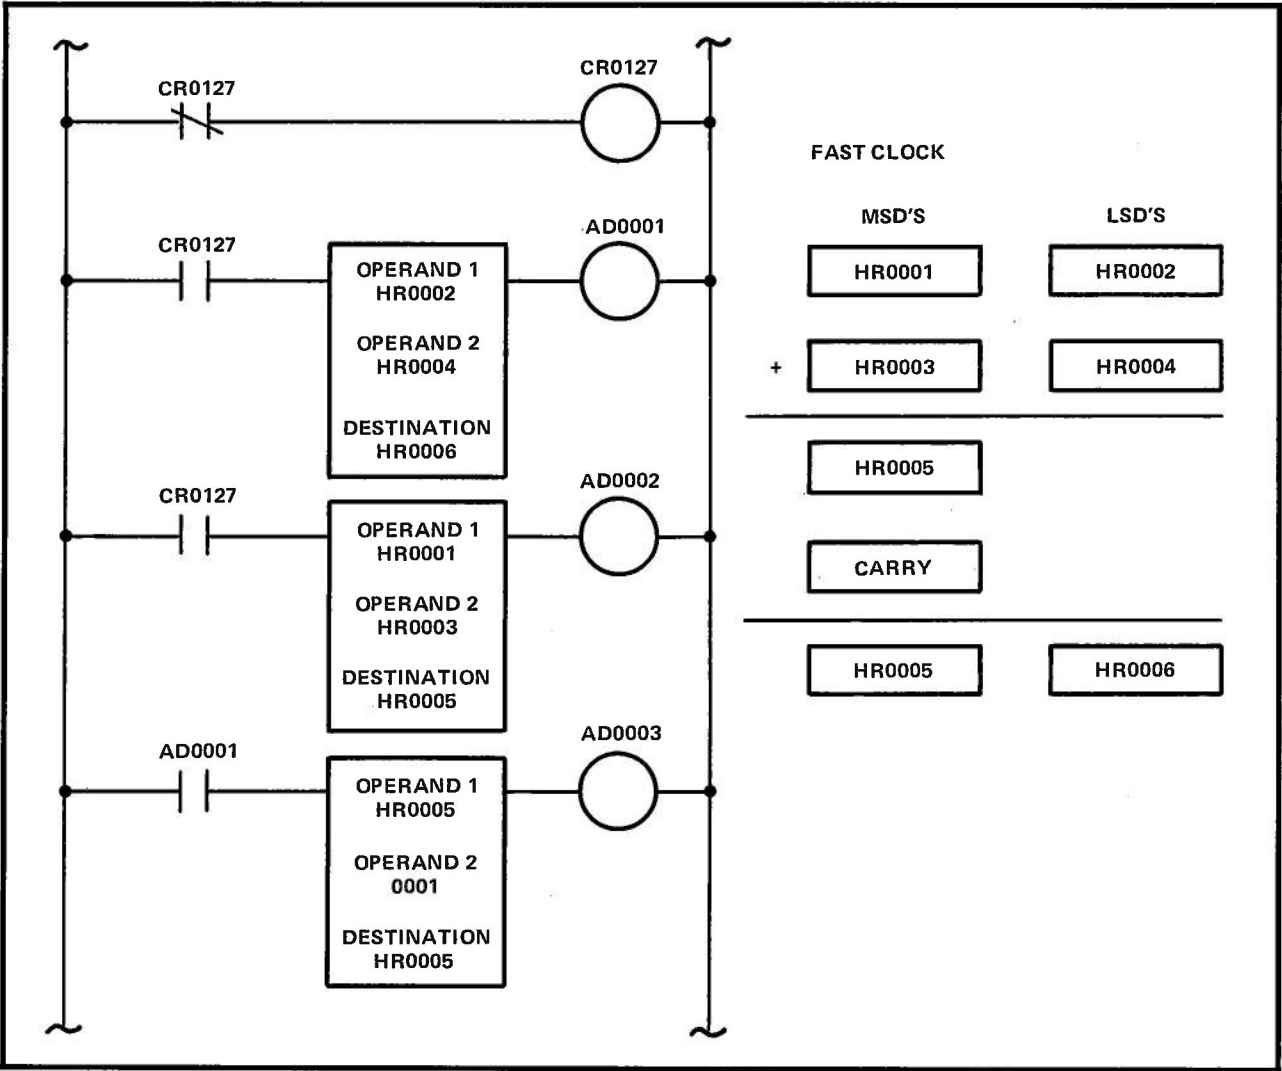 CR0127
CR0127
FAST CLOCK
MSD'S
LSD'S
CR0127
AD0001
OPERAND 1
HR0002
OPERAND 2
HR0004
DESTINATION
HR0006
HR0001
HR0002
+
HR0003
HR0004
CR0127
AD0002
OPERAND 1
HR0001
OPERAND 2
HR0003
DESTINATION
HR0005
HR0005
CARRY
HR0005
HR0006
AD0001
AD0003
OPERAND 1
HR0005
OPERAND 2
0001
DESTINATION
HR0005